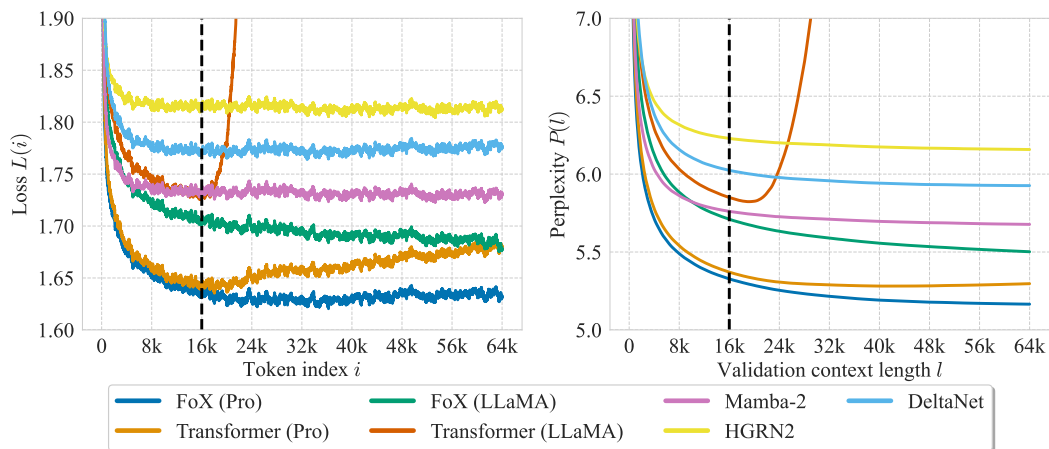 1.90
1.85
1.80
1.75
1.70
1.65
1.60
Loss L(i)
0 8k 16k 24k 32k 40k 48k 56k 64k
Token index i
7.0
6.5
6.0
5.5
5.0
Perplexity P(l)
0 8k 16k 24k 32k 40k 48k 56k 64k
Validation context length l
FoX (Pro) FoX (LLaMA) Mamba-2 DeltaNet
Transformer (Pro) Transformer (LLaMA) HGRN2